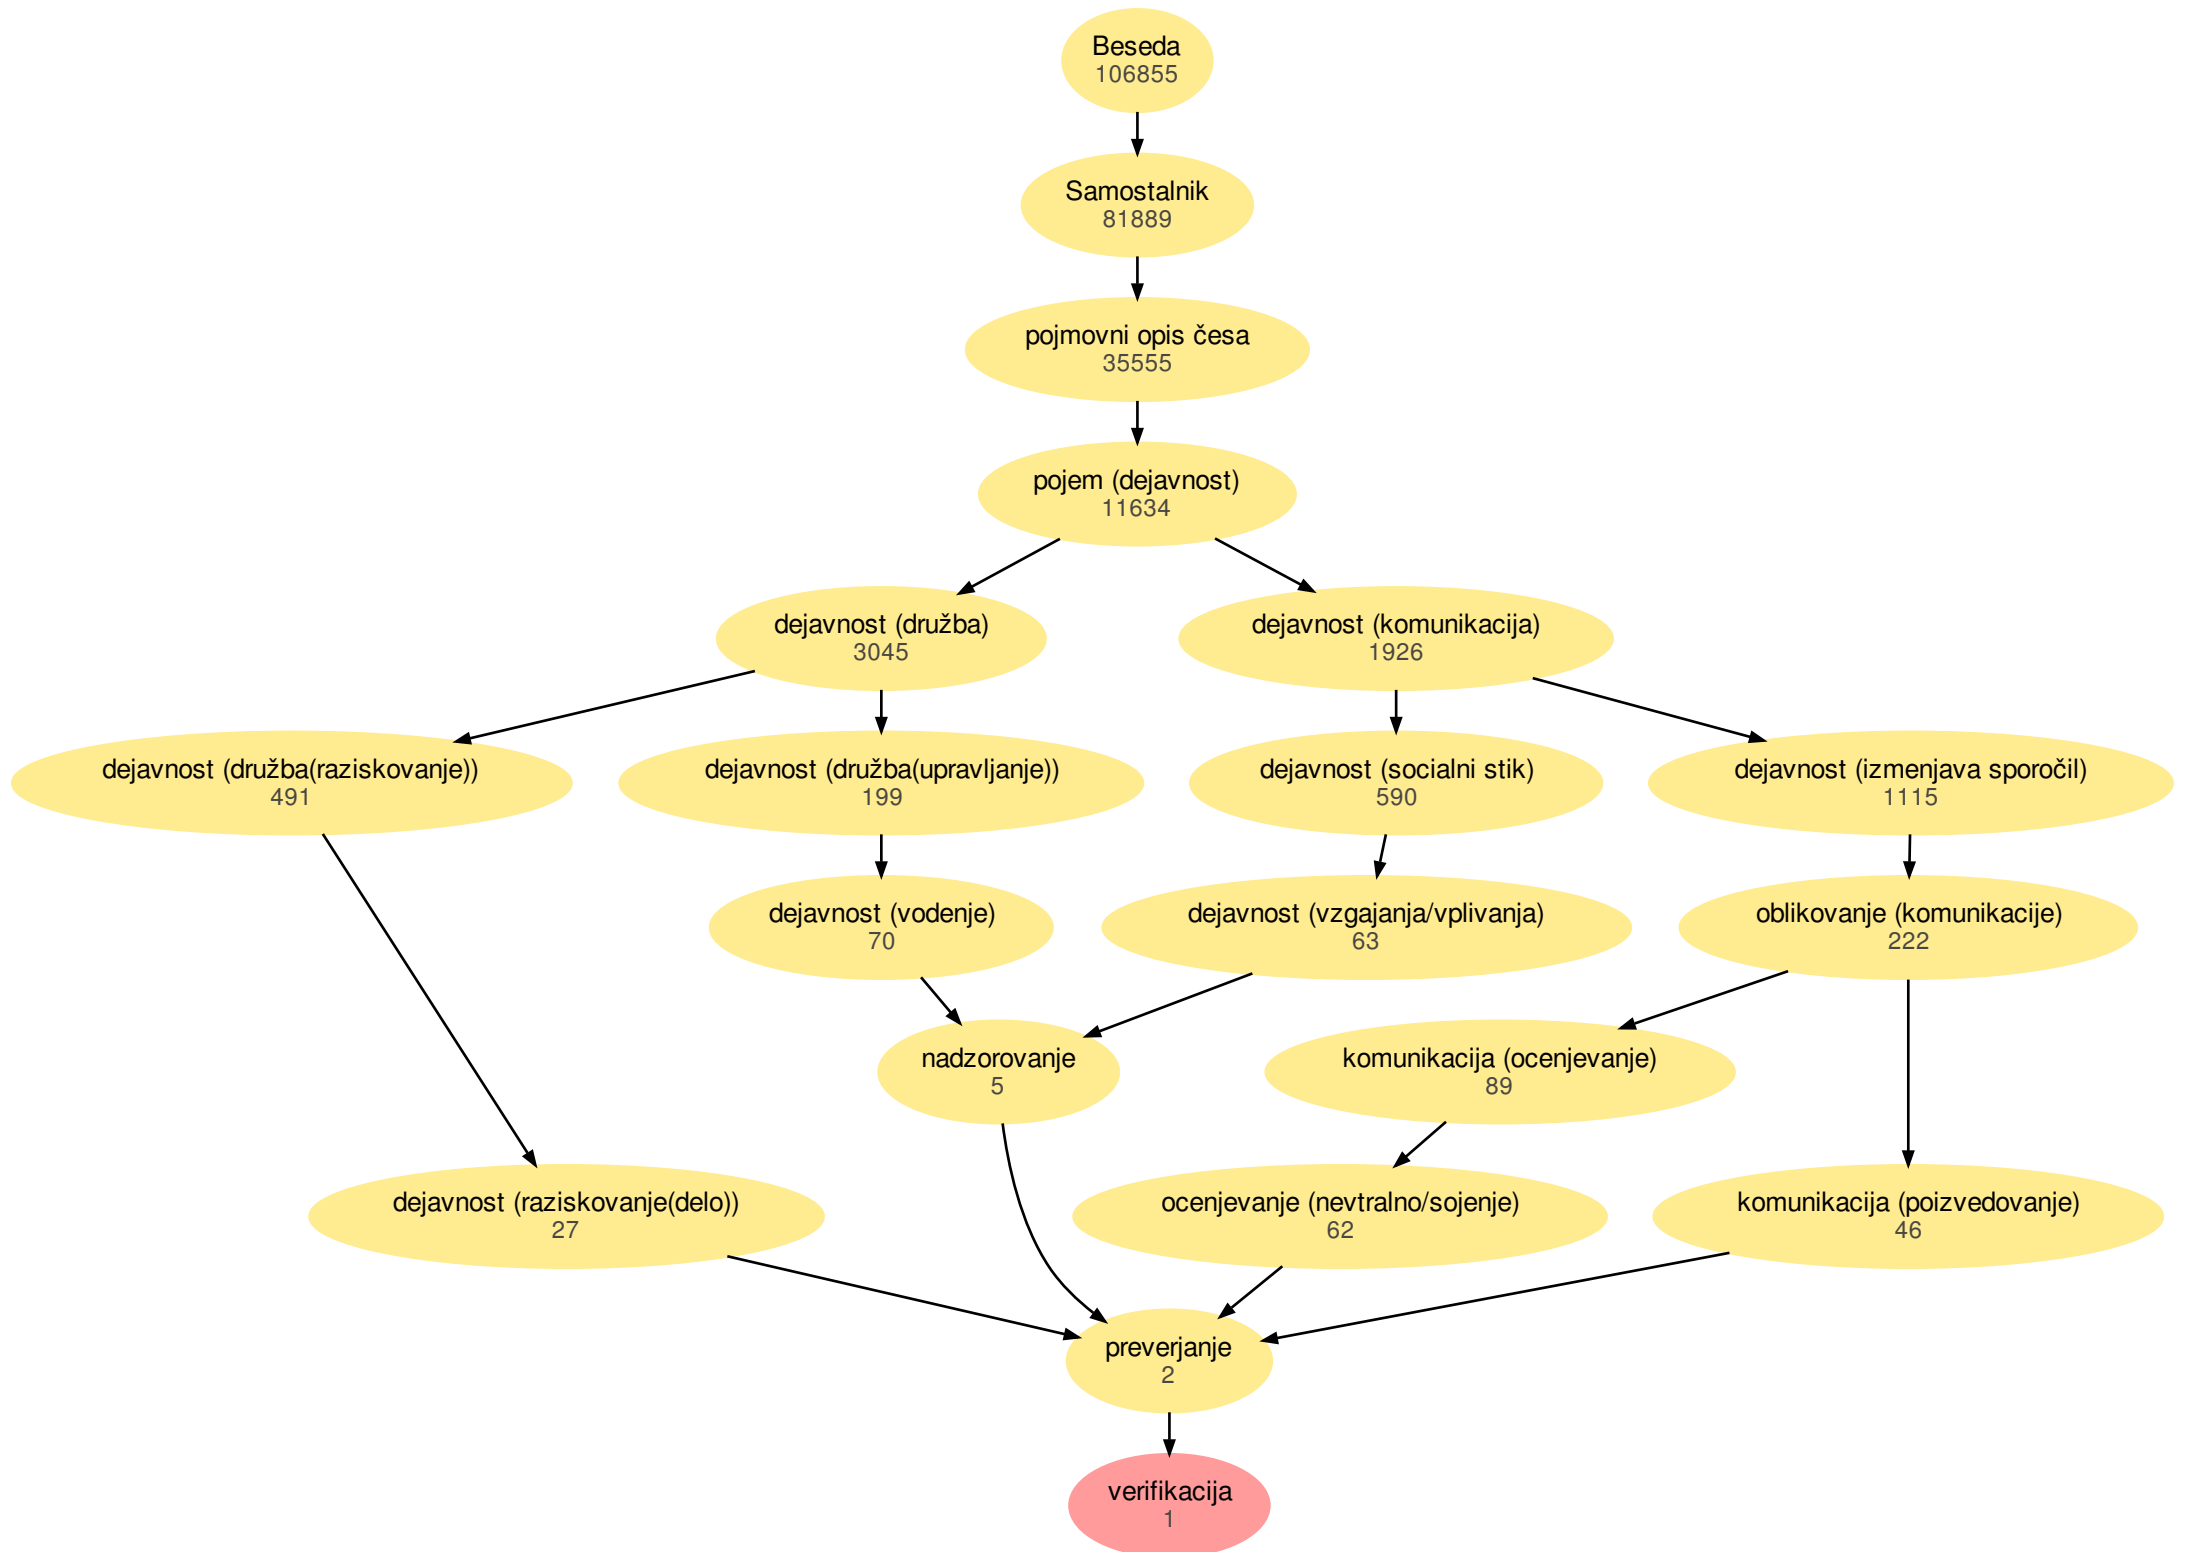 Beseda
106855
Samostalnik
81889
pojmovni opis česa
35555
pojem (dejavnost)
11634
dejavnost (družba)
3045
dejavnost (komunikacija)
1926
dejavnost (družba(raziskovanje))
491
dejavnost (družba(upravljanje))
199
dejavnost (socialni stik)
590
dejavnost (izmenjava sporočil)
1115
dejavnost (vodenje)
70
dejavnost (vzgajanja/vplivanja)
63
oblikovanje (komunikacije)
222
nadzorovanje
5
komunikacija (ocenjevanje)
89
dejavnost (raziskovanje(delo))
27
ocenjevanje (nevtralno/sojenje)
62
komunikacija (poizvedovanje)
46
preverjanje
2
verifikacija
1